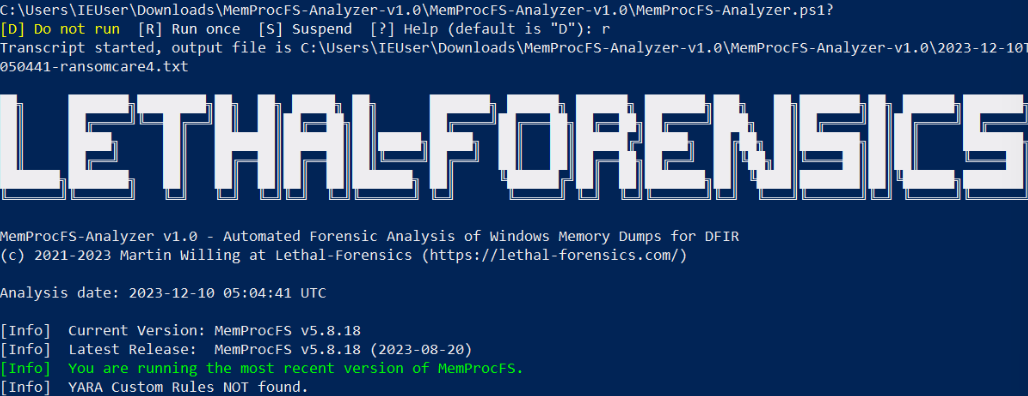 C:\Users\IEUser\Downloads\MemProcFS-Analyzer-v1.0\MemProcFS-Analyzer-v1.0\MemProcFS-Analyzer.ps1?
[D] Do not run  [R] Run once  [S] Suspend  [?] Help (default is "D"): r
Transcript started, output file is C:\Users\IEUser\Downloads\MemProcFS-Analyzer-v1.0\MemProcFS-Analyzer-v1.0\2023-12-10T
050441-ransomcare4.txt
LETHAL-FORENSICS
MemProcFS-Analyzer v1.0 - Automated Forensic Analysis of Windows Memory Dumps for DFIR
(c) 2021-2023 Martin Willing at Lethal-Forensics (https://lethal-forensics.com/)
Analysis date: 2023-12-10 05:04:41 UTC
[Info]  Current Version: MemProcFS v5.8.18
[Info]  Latest Release:  MemProcFS v5.8.18 (2023-08-20)
[Info]  You are running the most recent version of MemProcFS.
[Info]  YARA Custom Rules NOT found.